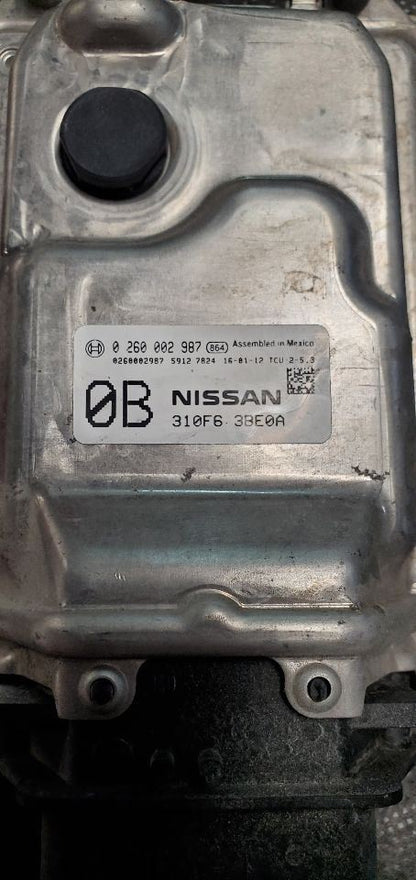 0 260 002 987 864 Assembled in Mexico
0260002987 5912 7824 16-01-12 TCU 2-5.3
0B NISSAN
310F6 3BE0A